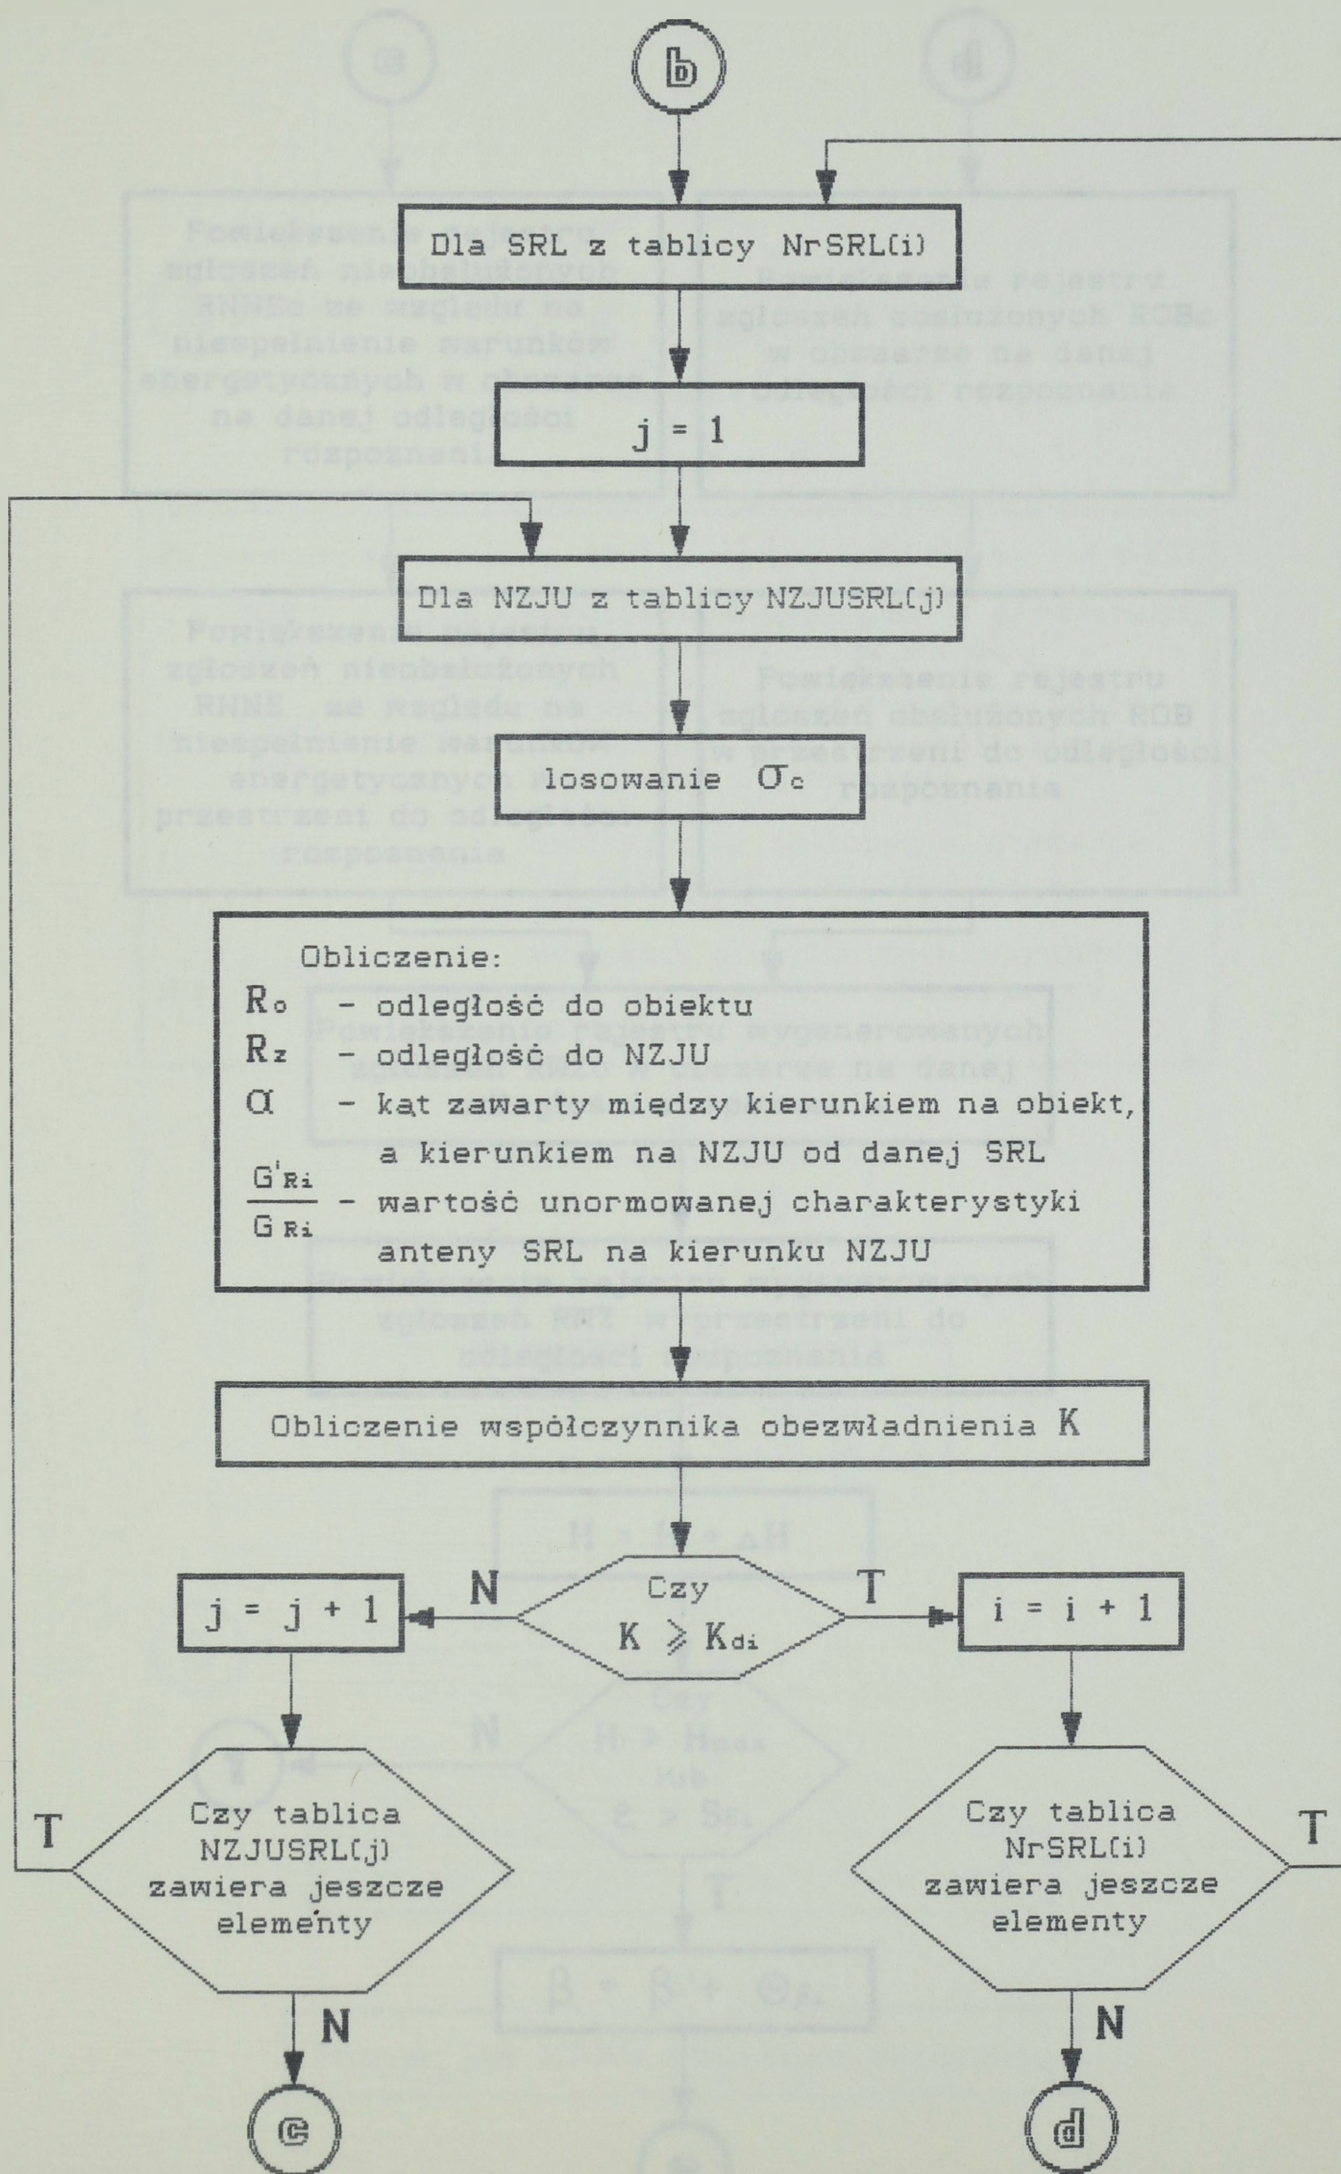 b
Dla SRL z tablicy NrSRL(i)
j = 1
Dla NZJU z tablicy NZJUSRL(j)
losowanie σc
Obliczenie:
Ro - odległość do obiektu
Rz - odległość do NZJU
α - kąt zawarty między kierunkiem na obiekt,
a kierunkiem na NZJU od danej SRL
G'Ri
GRi
- wartość unormowanej charakterystyki
anteny SRL na kierunku NZJU
Obliczenie współczynnika obezwładnienia K
j = j + 1
N
Czy
K ⩾ Kdi
T
i = i + 1
T
Czy tablica
NZJUSRL(j)
zawiera jeszcze
elementy
Czy tablica
NrSRL(i)
zawiera jeszcze
elementy
T
N
N
c
d